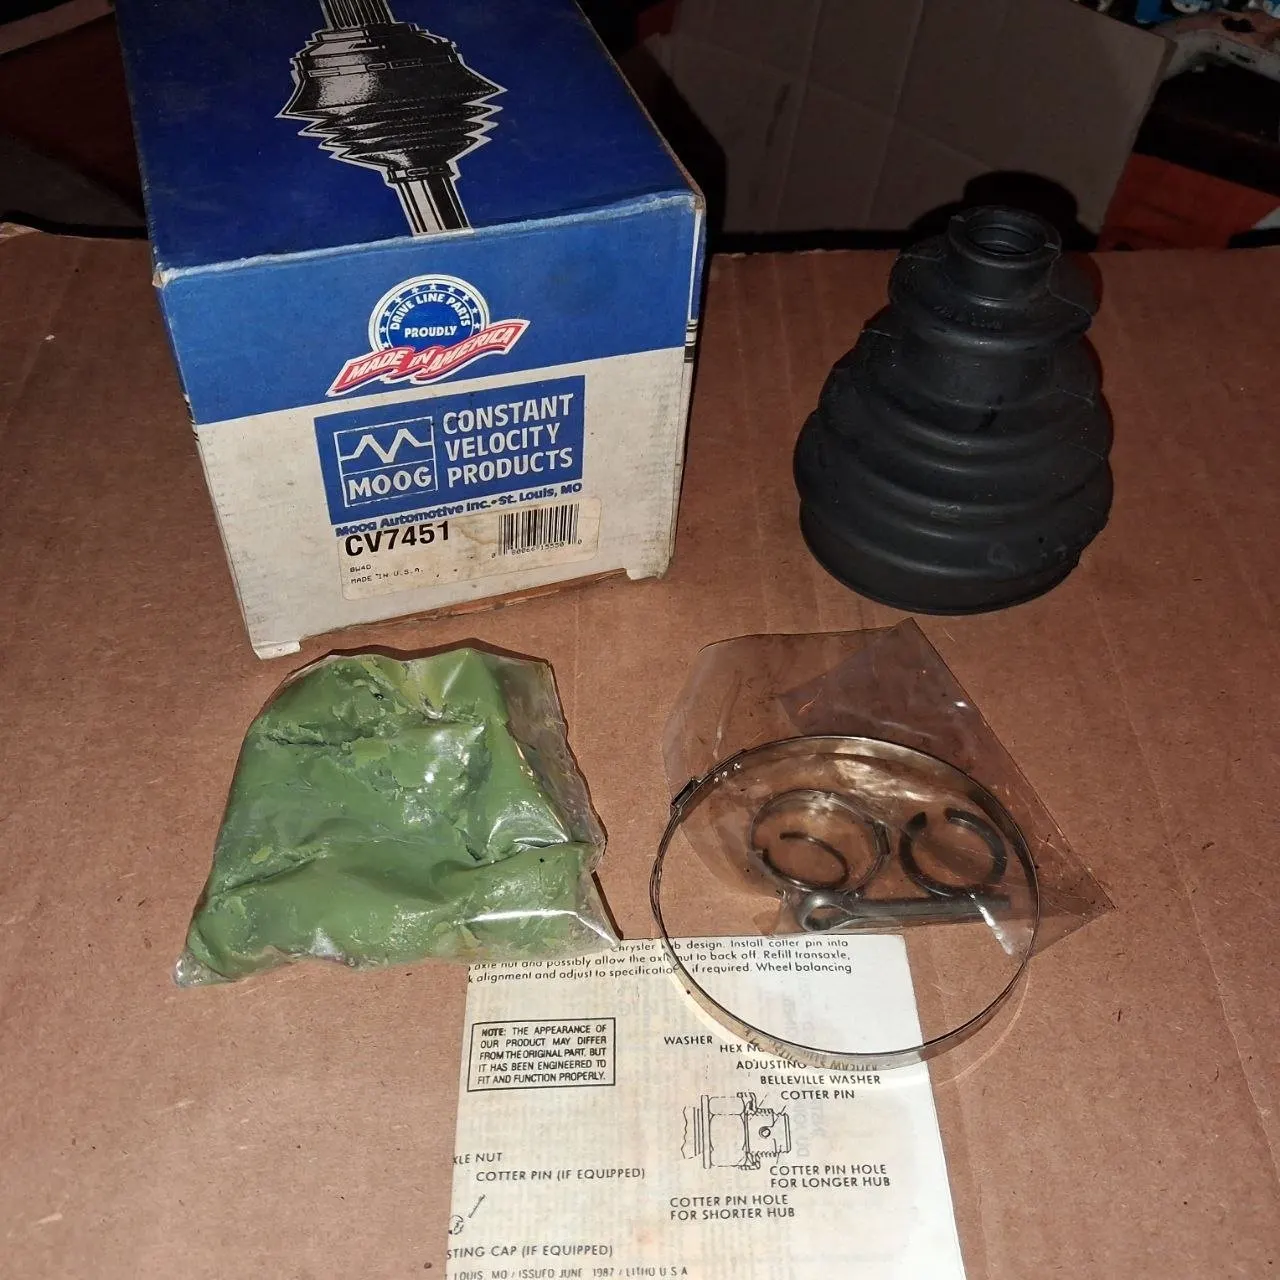 DRIVE LINE PARTS
PROUDLY
MADE IN AMERICA
MOOG
CONSTANT
VELOCITY
PRODUCTS
Moog Automotive Inc. • St. Louis, MO
CV7451
BW4D
MADE IN U.S.A.
Chrysler hub design. Install cotter pin into
axle nut and possibly allow the axle nut to back off. Refill transaxle,
alignment and adjust to specification, if required. Wheel balancing
NOTE: THE APPEARANCE OF
OUR PRODUCT MAY DIFFER
FROM THE ORIGINAL PART, BUT
IT HAS BEEN ENGINEERED TO
FIT AND FUNCTION PROPERLY.
WASHER
HEX
ADJUSTING
BELLEVILLE WASHER
COTTER PIN
XLE NUT
COTTER PIN (IF EQUIPPED)
COTTER PIN HOLE
FOR LONGER HUB
COTTER PIN HOLE
FOR SHORTER HUB
STING CAP (IF EQUIPPED)
LOUIS, MO / ISSUED JUNE, 1987 / LITHO U S A